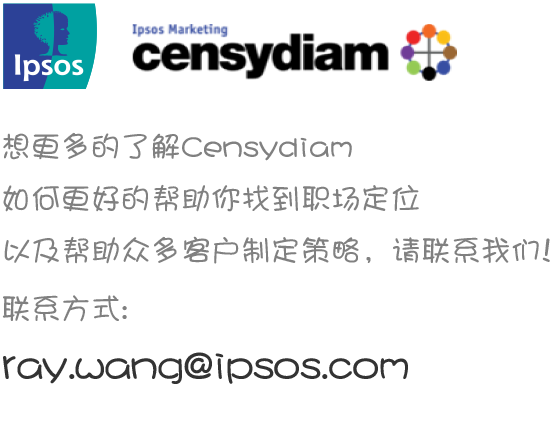 Ipsos
Ipsos Marketing
censydiam
想更多的了解Censydiam
如何更好的帮助你找到职场定位
以及帮助众多客户制定策略，请联系我们!
联系方式:
ray.wang@ipsos.com